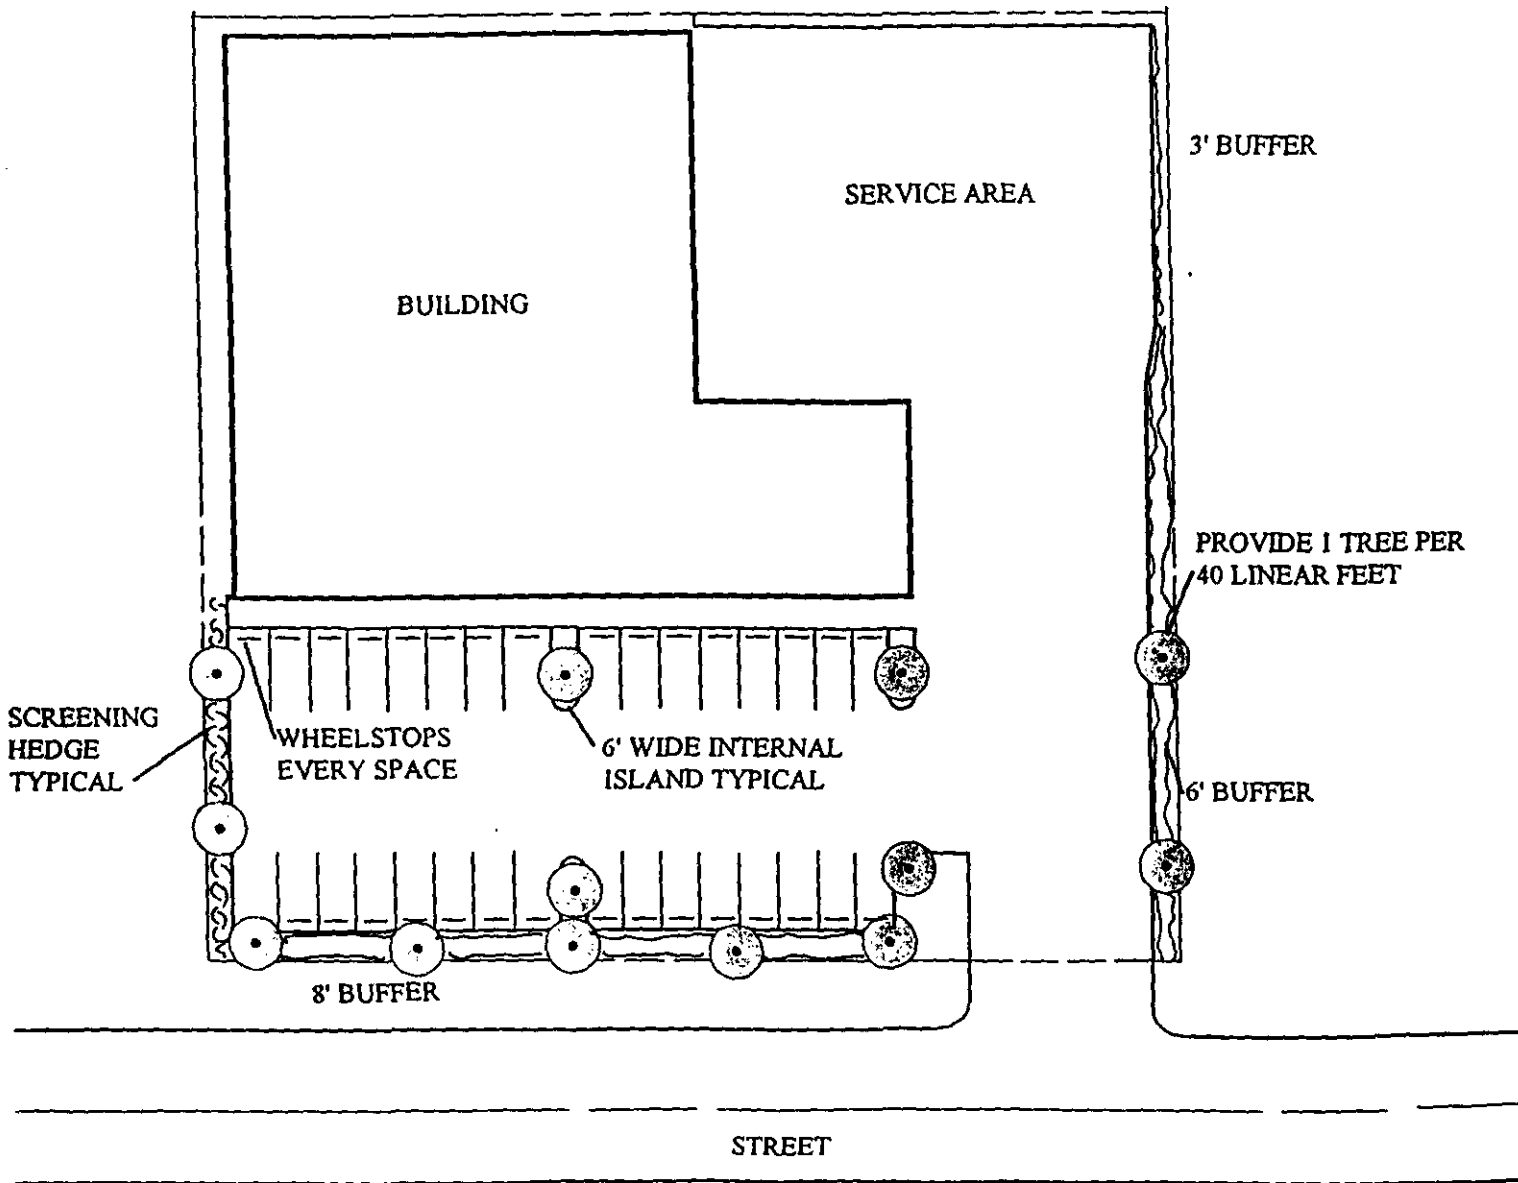 3' BUFFER
SERVICE AREA
BUILDING
PROVIDE 1 TREE PER
40 LINEAR FEET
SCREENING
HEDGE
TYPICAL
WHEELSTOPS
EVERY SPACE
6' WIDE INTERNAL
ISLAND TYPICAL
6' BUFFER
8' BUFFER
STREET